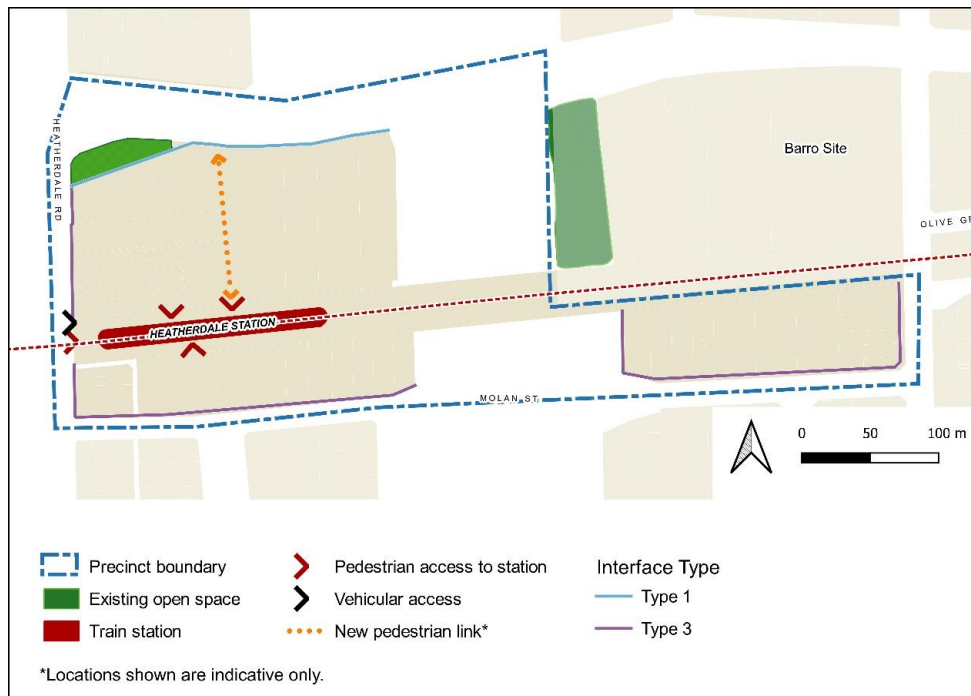 HEATHERDALE RD
Barro Site
OLIVE GR
HEATHERDALE STATION
MOLAN ST
0 50 100 m
Precinct boundary
Existing open space
Train station
Pedestrian access to station
Vehicular access
New pedestrian link*
Interface Type
Type 1
Type 3
*Locations shown are indicative only.